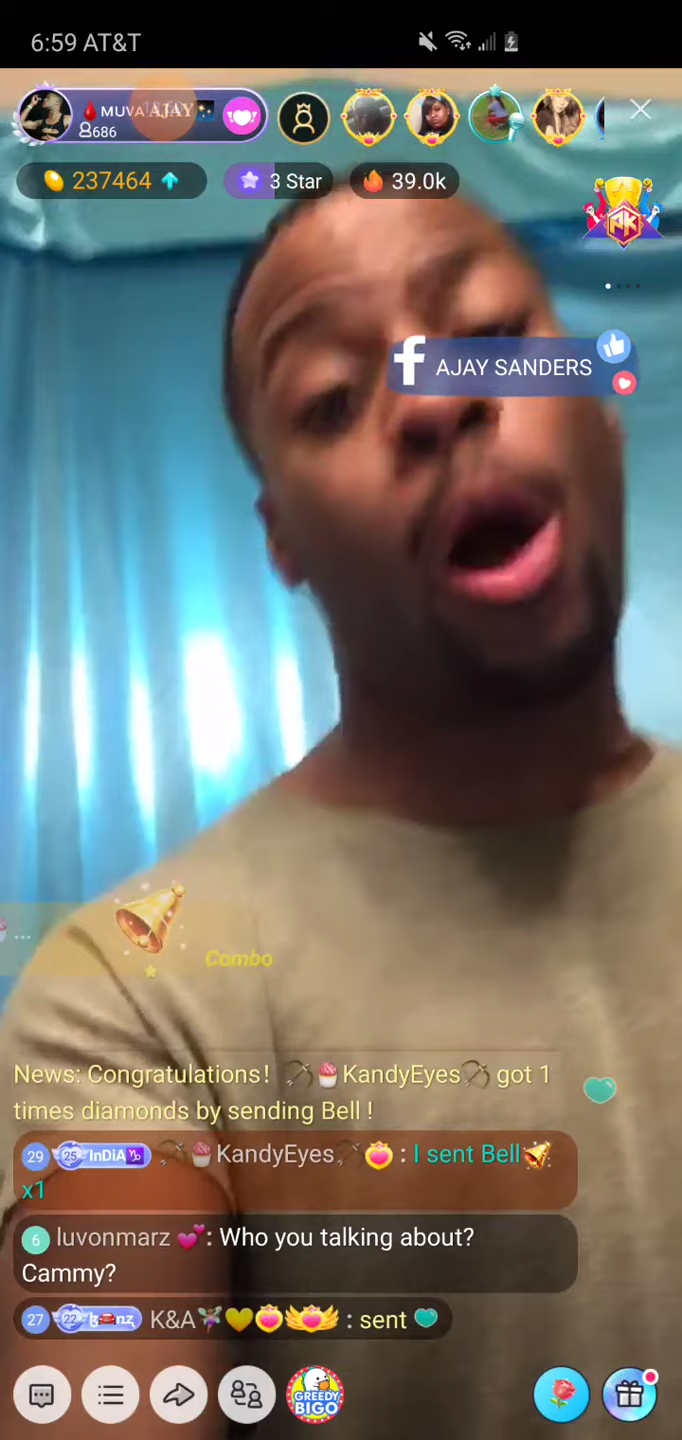 6:59 AT&T
MUVA AJAY
686
237464
3 Star
39.0k
PK
f AJAY SANDERS
...
Combo
News: Congratulations! KandyEyes got 1
times diamonds by sending Bell !
29 25 InDiA KandyEyes : I sent Bell
x1
6 luvonmarz : Who you talking about?
Cammy?
27 22 K&A : sent
GREEDY
BIGO